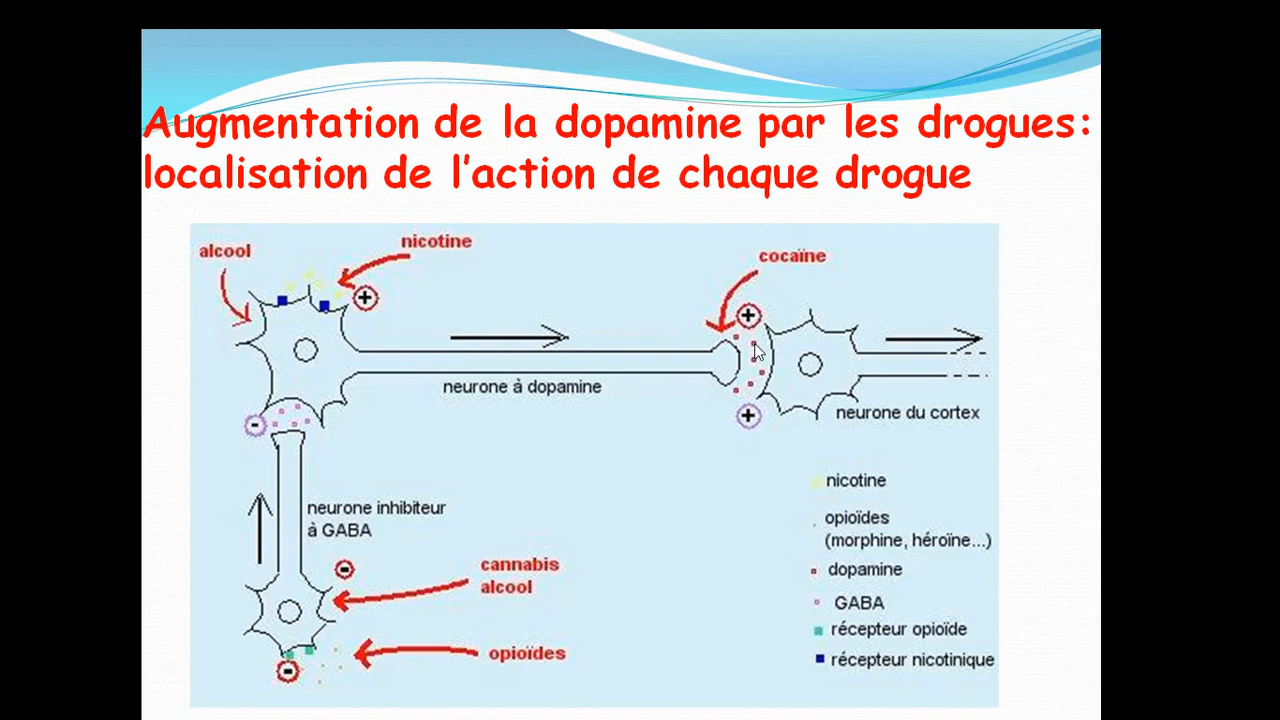 Augmentation de la dopamine par les drogues:
localisation de l'action de chaque drogue
alcool
nicotine
cocaïne
+
+
neurone à dopamine
-
+
neurone du cortex
neurone inhibiteur
à GABA
-
cannabis
alcool
-
opioïdes
nicotine
opioïdes
(morphine, héroïne...)
dopamine
GABA
récepteur opioïde
récepteur nicotinique